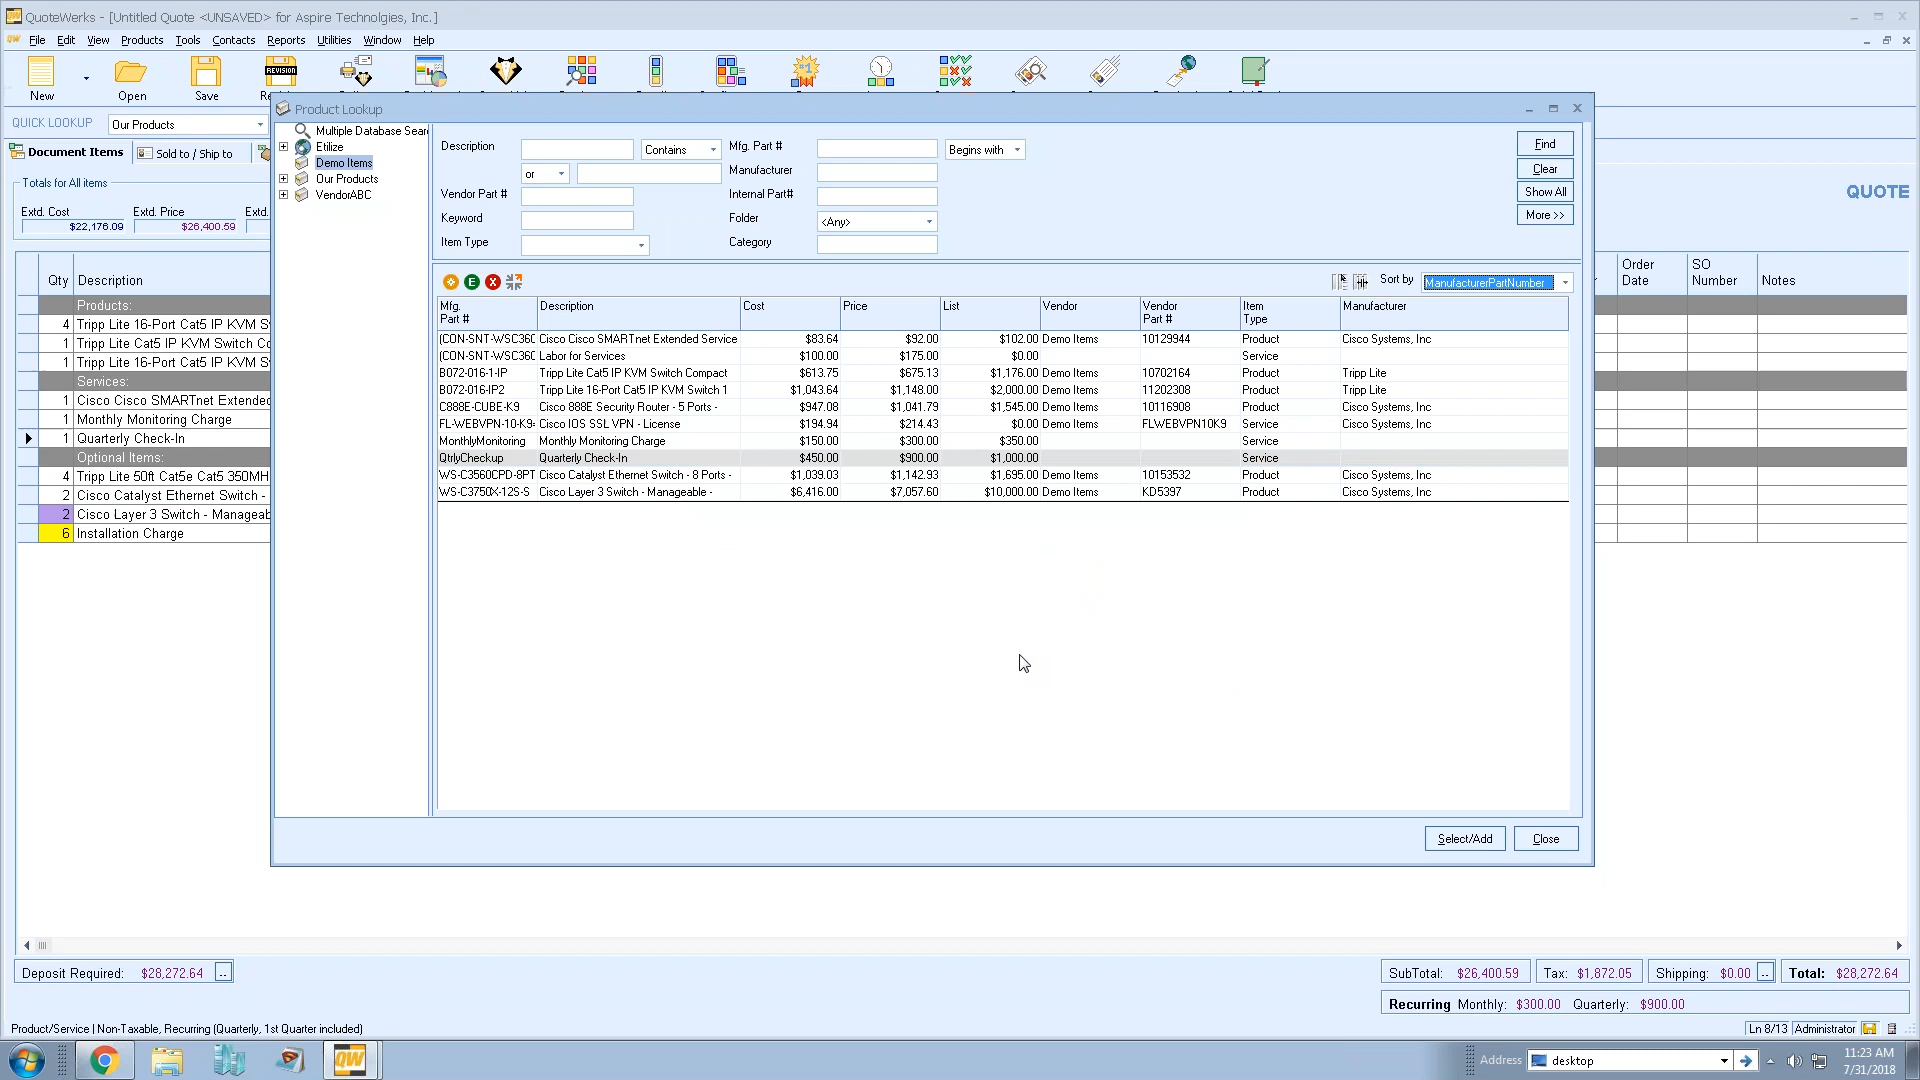 QuoteWerks - [Untitled Quote <UNSAVED> for Aspire Technolgies, Inc.]
File Edit View Products Tools Contacts Reports Utilities Window Help
New Open Save
QUICK LOOKUP Our Products
Document Items Sold to / Ship to
Totals for All items
Extd. Cost Extd. Price Extd.
$22,176.09 $26,400.59
QUOTE
Qty Description
Order Date SO Number Notes
Products:
4 Tripp Lite 16-Port Cat5 IP KVM S
1 Tripp Lite Cat5 IP KVM Switch Co
1 Tripp Lite 16-Port Cat5 IP KVM S
Services:
1 Cisco Cisco SMARTnet Extended
1 Monthly Monitoring Charge
1 Quarterly Check-In
Optional Items:
4 Tripp Lite 50ft Cat5e Cat5 350MH
2 Cisco Catalyst Ethernet Switch -
2 Cisco Layer 3 Switch - Manageab
6 Installation Charge
Product Lookup
Multiple Database Sear
Etilize
Demo Items
Our Products
VendorABC
Description Contains Mfg. Part # Begins with Find
or Manufacturer Clear
Vendor Part # Internal Part# Show All
Keyword Folder <Any> More >>
Item Type Category
Sort by ManufacturerPartNumber
Mfg. Part # Description Cost Price List Vendor Vendor Part # Item Type Manufacturer
(CON-SNT-WSC36C Cisco Cisco SMARTnet Extended Service $83.64 $92.00 $102.00 Demo Items 10129944 Product Cisco Systems, Inc
(CON-SNT-WSC36C Labor for Services $100.00 $175.00 $0.00 Service
B072-016-1-IP Tripp Lite Cat5 IP KVM Switch Compact $613.75 $675.13 $1,176.00 Demo Items 10702164 Product Tripp Lite
B072-016-IP2 Tripp Lite 16-Port Cat5 IP KVM Switch 1 $1,043.64 $1,148.00 $2,000.00 Demo Items 11202308 Product Tripp Lite
C888E-CUBE-K9 Cisco 888E Security Router - 5 Ports - $947.08 $1,041.79 $1,545.00 Demo Items 10116908 Product Cisco Systems, Inc
FL-WEBVPN-10-K9= Cisco IOS SSL VPN - License $194.94 $214.43 $0.00 Demo Items FLWEBVPN10K9 Service Cisco Systems, Inc
MonthlyMonitoring Monthly Monitoring Charge $150.00 $300.00 $350.00 Service
QtrlyCheckup Quarterly Check-In $450.00 $900.00 $1,000.00 Service
WS-C3560CPD-8PT Cisco Catalyst Ethernet Switch - 8 Ports - $1,039.03 $1,142.93 $1,695.00 Demo Items 10153532 Product Cisco Systems, Inc
WS-C3750X-12S-S Cisco Layer 3 Switch - Manageable - $6,416.00 $7,057.60 $10,000.00 Demo Items KD5397 Product Cisco Systems, Inc
Select/Add Close
Deposit Required: $28,272.64 ..
SubTotal: $26,400.59 Tax: $1,872.05 Shipping: $0.00 .. Total: $28,272.64
Recurring Monthly: $300.00 Quarterly: $900.00
Product/Service | Non-Taxable, Recurring (Quarterly, 1st Quarter included)
Ln 8/13 Administrator
Address desktop
11:23 AM
7/31/2018